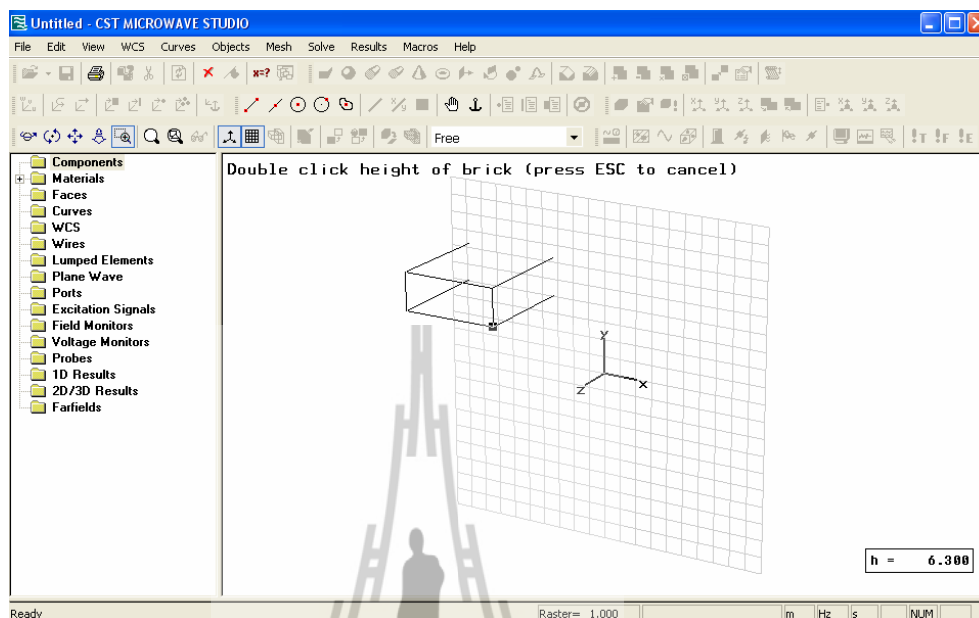 Untitled - CST MICROWAVE STUDIO
File Edit View WCS Curves Objects Mesh Solve Results Macros Help
x=?
Free
!T !F !E
Components
Materials
Faces
Curves
WCS
Wires
Lumped Elements
Plane Wave
Ports
Excitation Signals
Field Monitors
Voltage Monitors
Probes
1D Results
2D/3D Results
Farfields
Double click height of brick (press ESC to cancel)
y
x
z
h = 6.300
Ready Raster= 1.000 m Hz s NUM